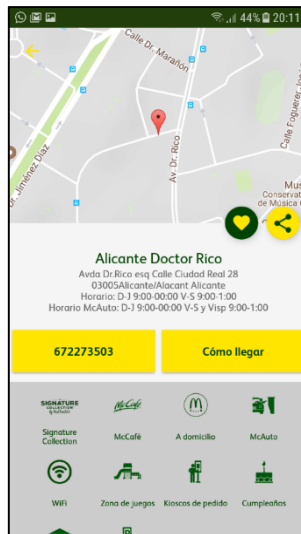 44% 20:11
Calle Dr. Marañón
Calle Foguerer José
Dr. Jiménez Díaz
Av. Dr. Rico
Mus
Conservat
de Música
Alicante Doctor Rico
Avda Dr.Rico esq Calle Ciudad Real 28
03005Alicante/Alacant Alicante
Horario: D-J 9:00-00:00 V-S 9:00-1:00
Horario McAuto: D-J 9:00-00:00 V-S y Visp 9:00-1:00
672273503 Cómo llegar
SIGNATURE
COLLECTION
McCafé
Signature
Collection
McCafé A domicilio McAuto
WiFi Zona de juegos Kioscos de pedido Cumpleaños